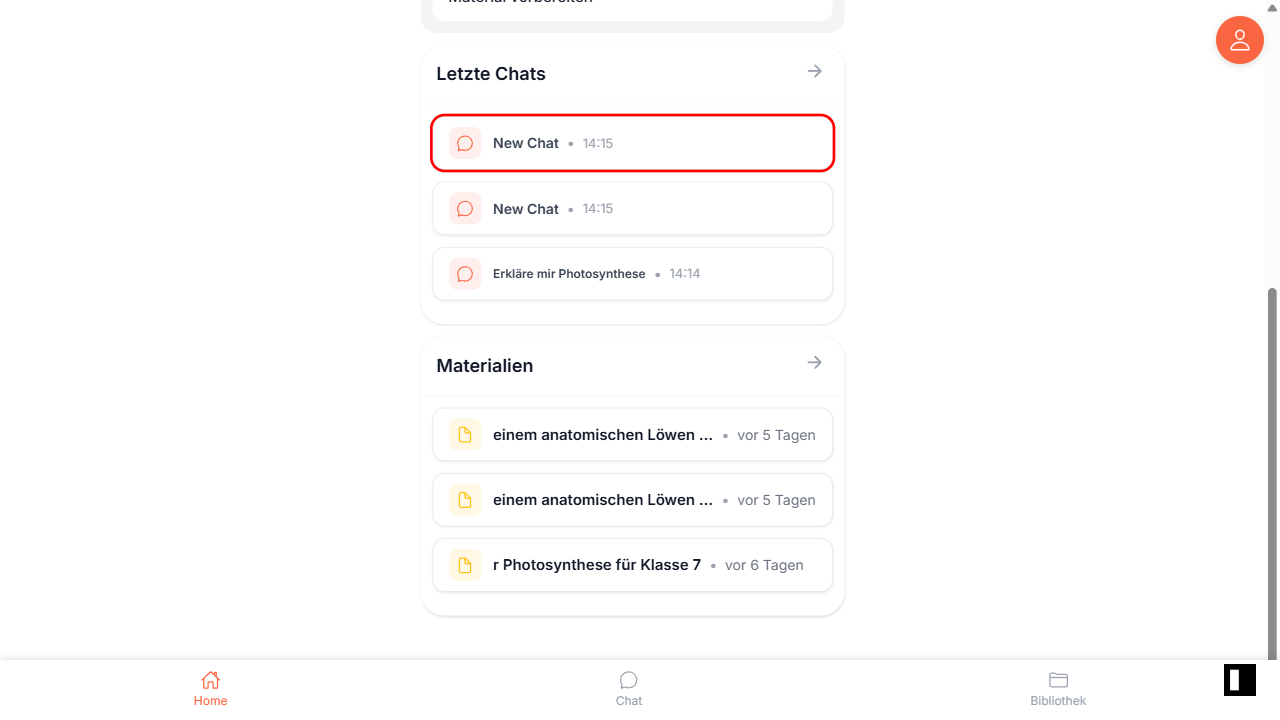 Letzte Chats
New Chat • 14:15
New Chat • 14:15
Erkläre mir Photosynthese • 14:14
Materialien
einem anatomischen Löwen ... • vor 5 Tagen
einem anatomischen Löwen ... • vor 5 Tagen
r Photosynthese für Klasse 7 • vor 6 Tagen
Home
Chat
Bibliothek